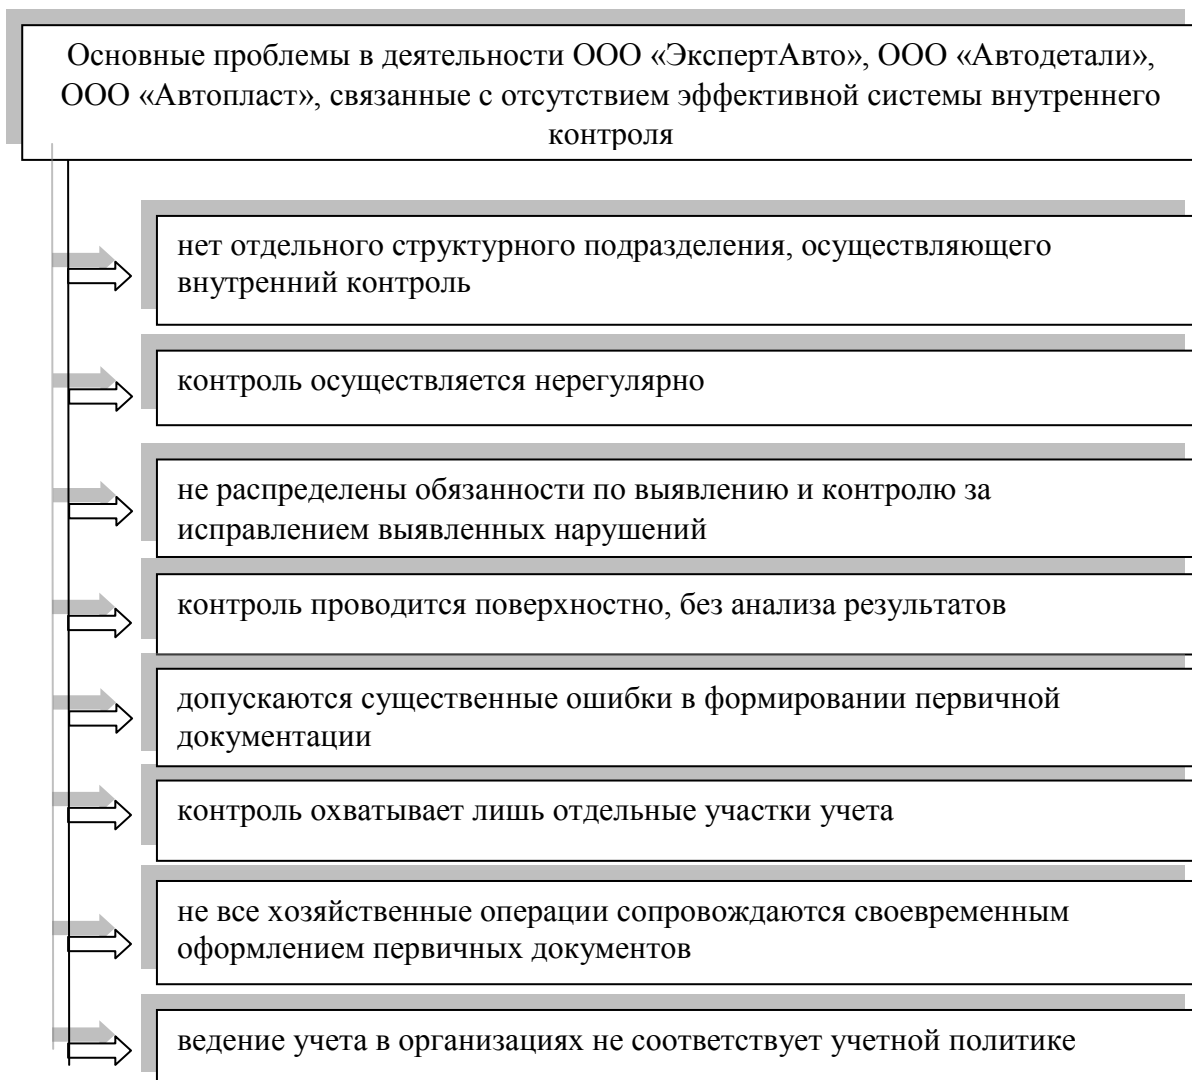 Основные проблемы в деятельности ООО «ЭкспертАвто», ООО «Автодетали»,
ООО «Автопласт», связанные с отсутствием эффективной системы внутреннего
контроля
нет отдельного структурного подразделения, осуществляющего
внутренний контроль
контроль осуществляется нерегулярно
не распределены обязанности по выявлению и контролю за
исправлением выявленных нарушений
контроль проводится поверхностно, без анализа результатов
допускаются существенные ошибки в формировании первичной
документации
контроль охватывает лишь отдельные участки учета
не все хозяйственные операции сопровождаются своевременным
оформлением первичных документов
ведение учета в организациях не соответствует учетной политике